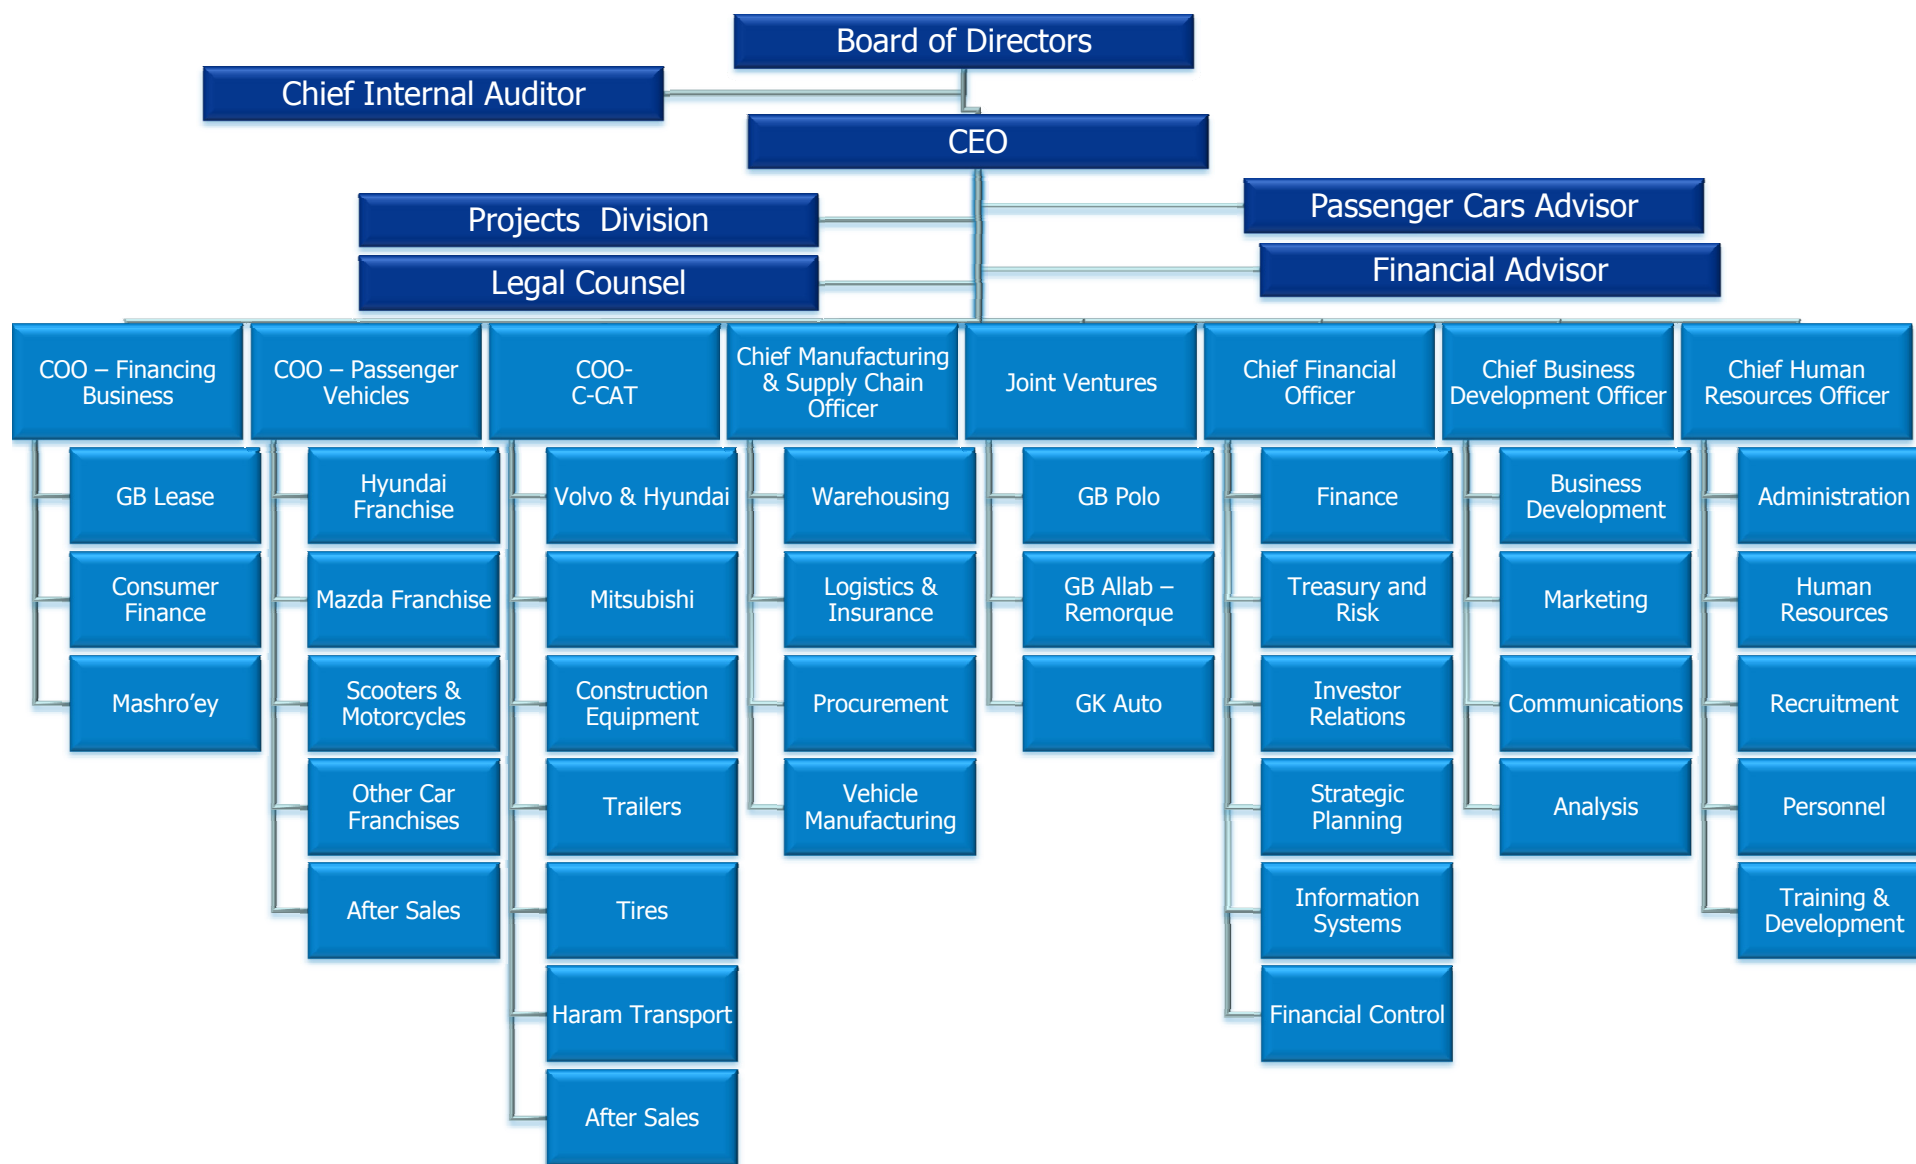 Board of Directors
Chief Internal Auditor
CEO
Projects Division
Passenger Cars Advisor
Legal Counsel
Financial Advisor
COO – Financing
Business
COO – Passenger
Vehicles
COO-
C-CAT
Chief Manufacturing
& Supply Chain
Officer
Joint Ventures
Chief Financial
Officer
Chief Business
Development Officer
Chief Human
Resources Officer
GB Lease
Consumer
Finance
Mashro’ey
Hyundai
Franchise
Mazda Franchise
Scooters &
Motorcycles
Other Car
Franchises
After Sales
Volvo & Hyundai
Mitsubishi
Construction
Equipment
Trailers
Tires
Haram Transport
After Sales
Warehousing
Logistics &
Insurance
Procurement
Vehicle
Manufacturing
GB Polo
GB Allab –
Remorque
GK Auto
Finance
Treasury and
Risk
Investor
Relations
Strategic
Planning
Information
Systems
Financial Control
Business
Development
Marketing
Communications
Analysis
Administration
Human
Resources
Recruitment
Personnel
Training &
Development